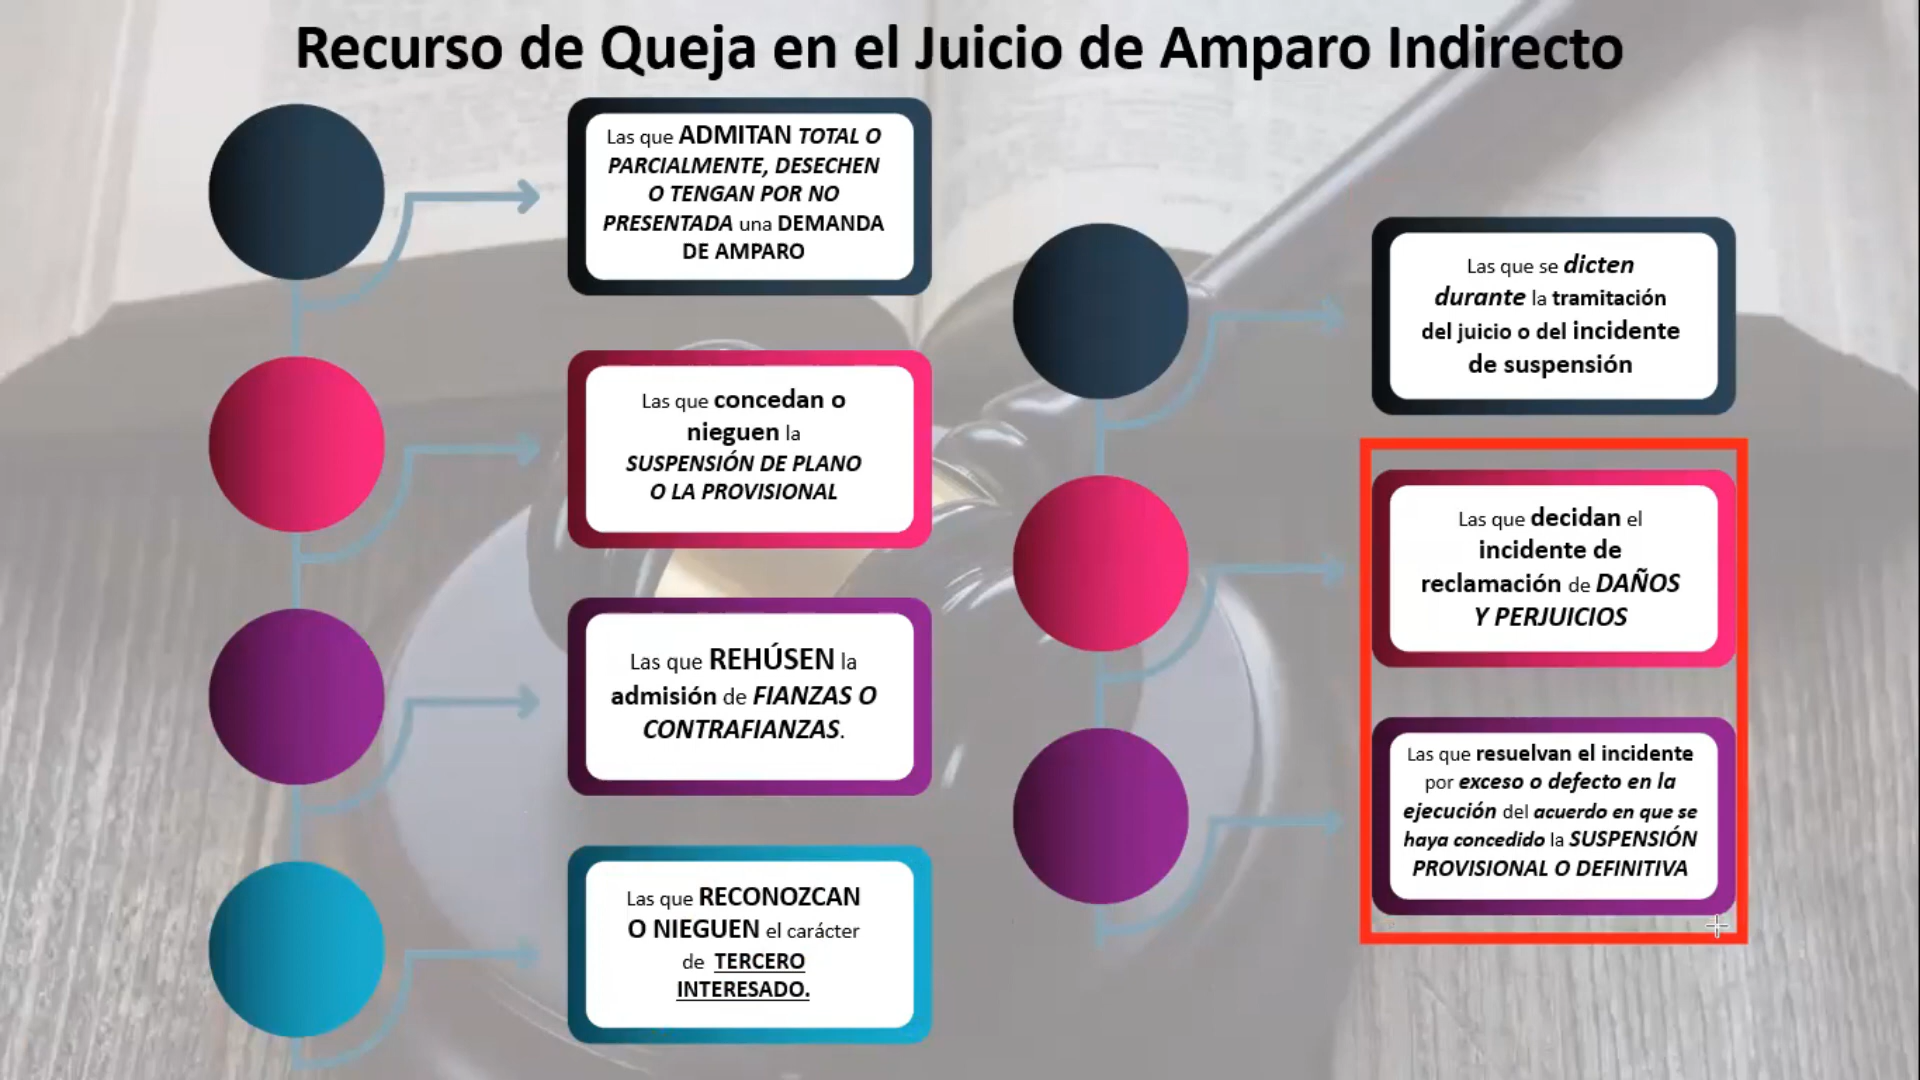 Recurso de Queja en el Juicio de Amparo Indirecto
Las que ADMITAN TOTAL O
PARCIALMENTE, DESECHEN
O TENGAN POR NO
PRESENTADA una DEMANDA
DE AMPARO
Las que concedan o
nieguen la
SUSPENSIÓN DE PLANO
O LA PROVISIONAL
Las que REHÚSEN la
admisión de FIANZAS O
CONTRAFIANZAS.
Las que RECONOZCAN
O NIEGUEN el carácter
de TERCERO
INTERESADO.
Las que se dicten
durante la tramitación
del juicio o del incidente
de suspensión
Las que decidan el
incidente de
reclamación de DAÑOS
Y PERJUICIOS
Las que resuelvan el incidente
por exceso o defecto en la
ejecución del acuerdo en que se
haya concedido la SUSPENSIÓN
PROVISIONAL O DEFINITIVA